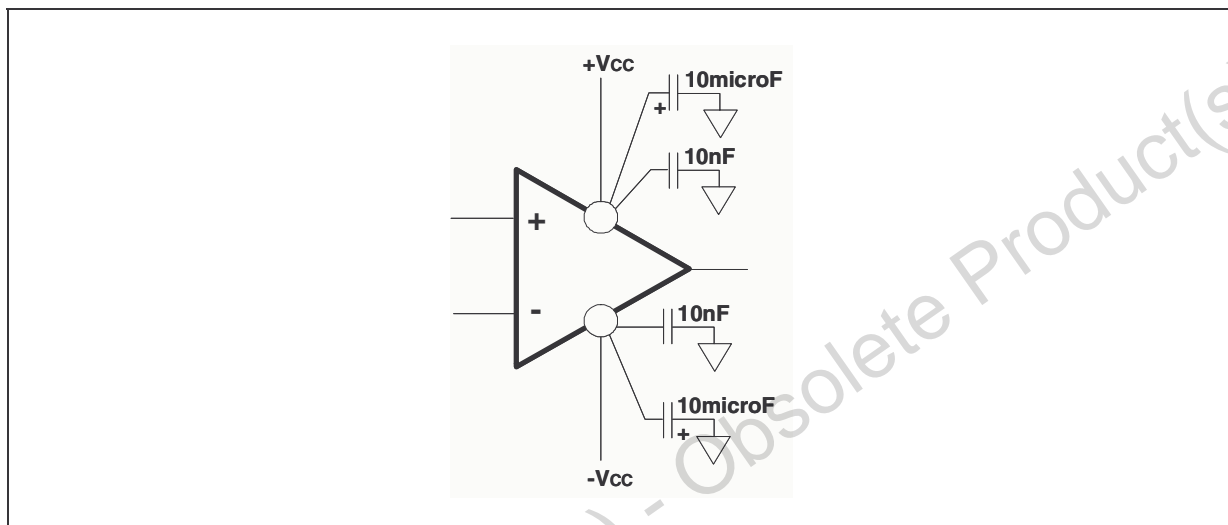 +Vcc
10microF
+
10nF
+
-
10nF
10microF
+
-Vcc
) - Obsolete Product(s